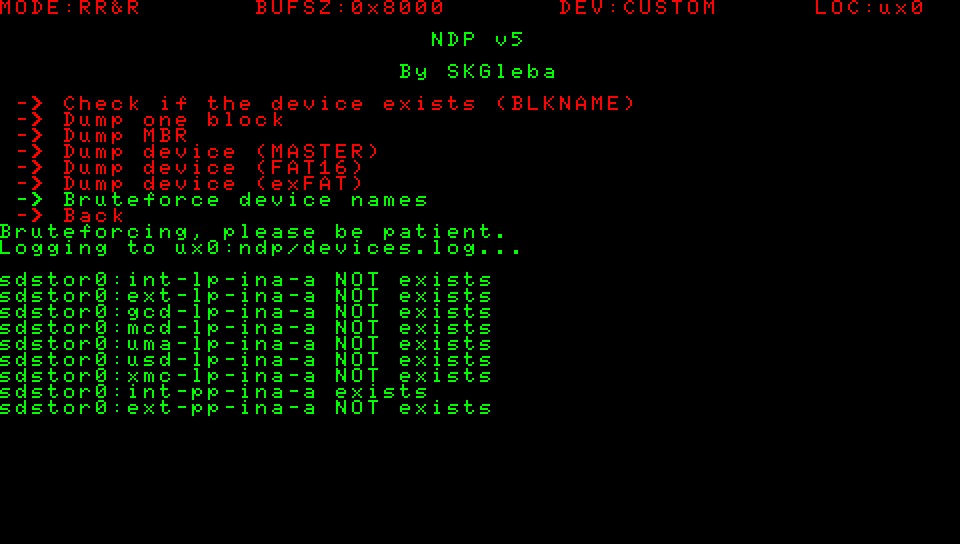 MODE:RR&R BUFSZ:0x8000 DEV:CUSTOM LOC:ux0
NDP v5
By SKGleba
-> Check if the device exists (BLKNAME)
-> Dump one block
-> Dump MBR
-> Dump device (MASTER)
-> Dump device (FAT16)
-> Dump device (exFAT)
-> Bruteforce device names
-> Back
Bruteforcing, please be patient.
Logging to ux0:ndp/devices.log...
sdstor0:int-lp-ina-a NOT exists
sdstor0:ext-lp-ina-a NOT exists
sdstor0:gcd-lp-ina-a NOT exists
sdstor0:mcd-lp-ina-a NOT exists
sdstor0:uma-lp-ina-a NOT exists
sdstor0:usd-lp-ina-a NOT exists
sdstor0:xmc-lp-ina-a NOT exists
sdstor0:int-pp-ina-a exists
sdstor0:ext-pp-ina-a NOT exists